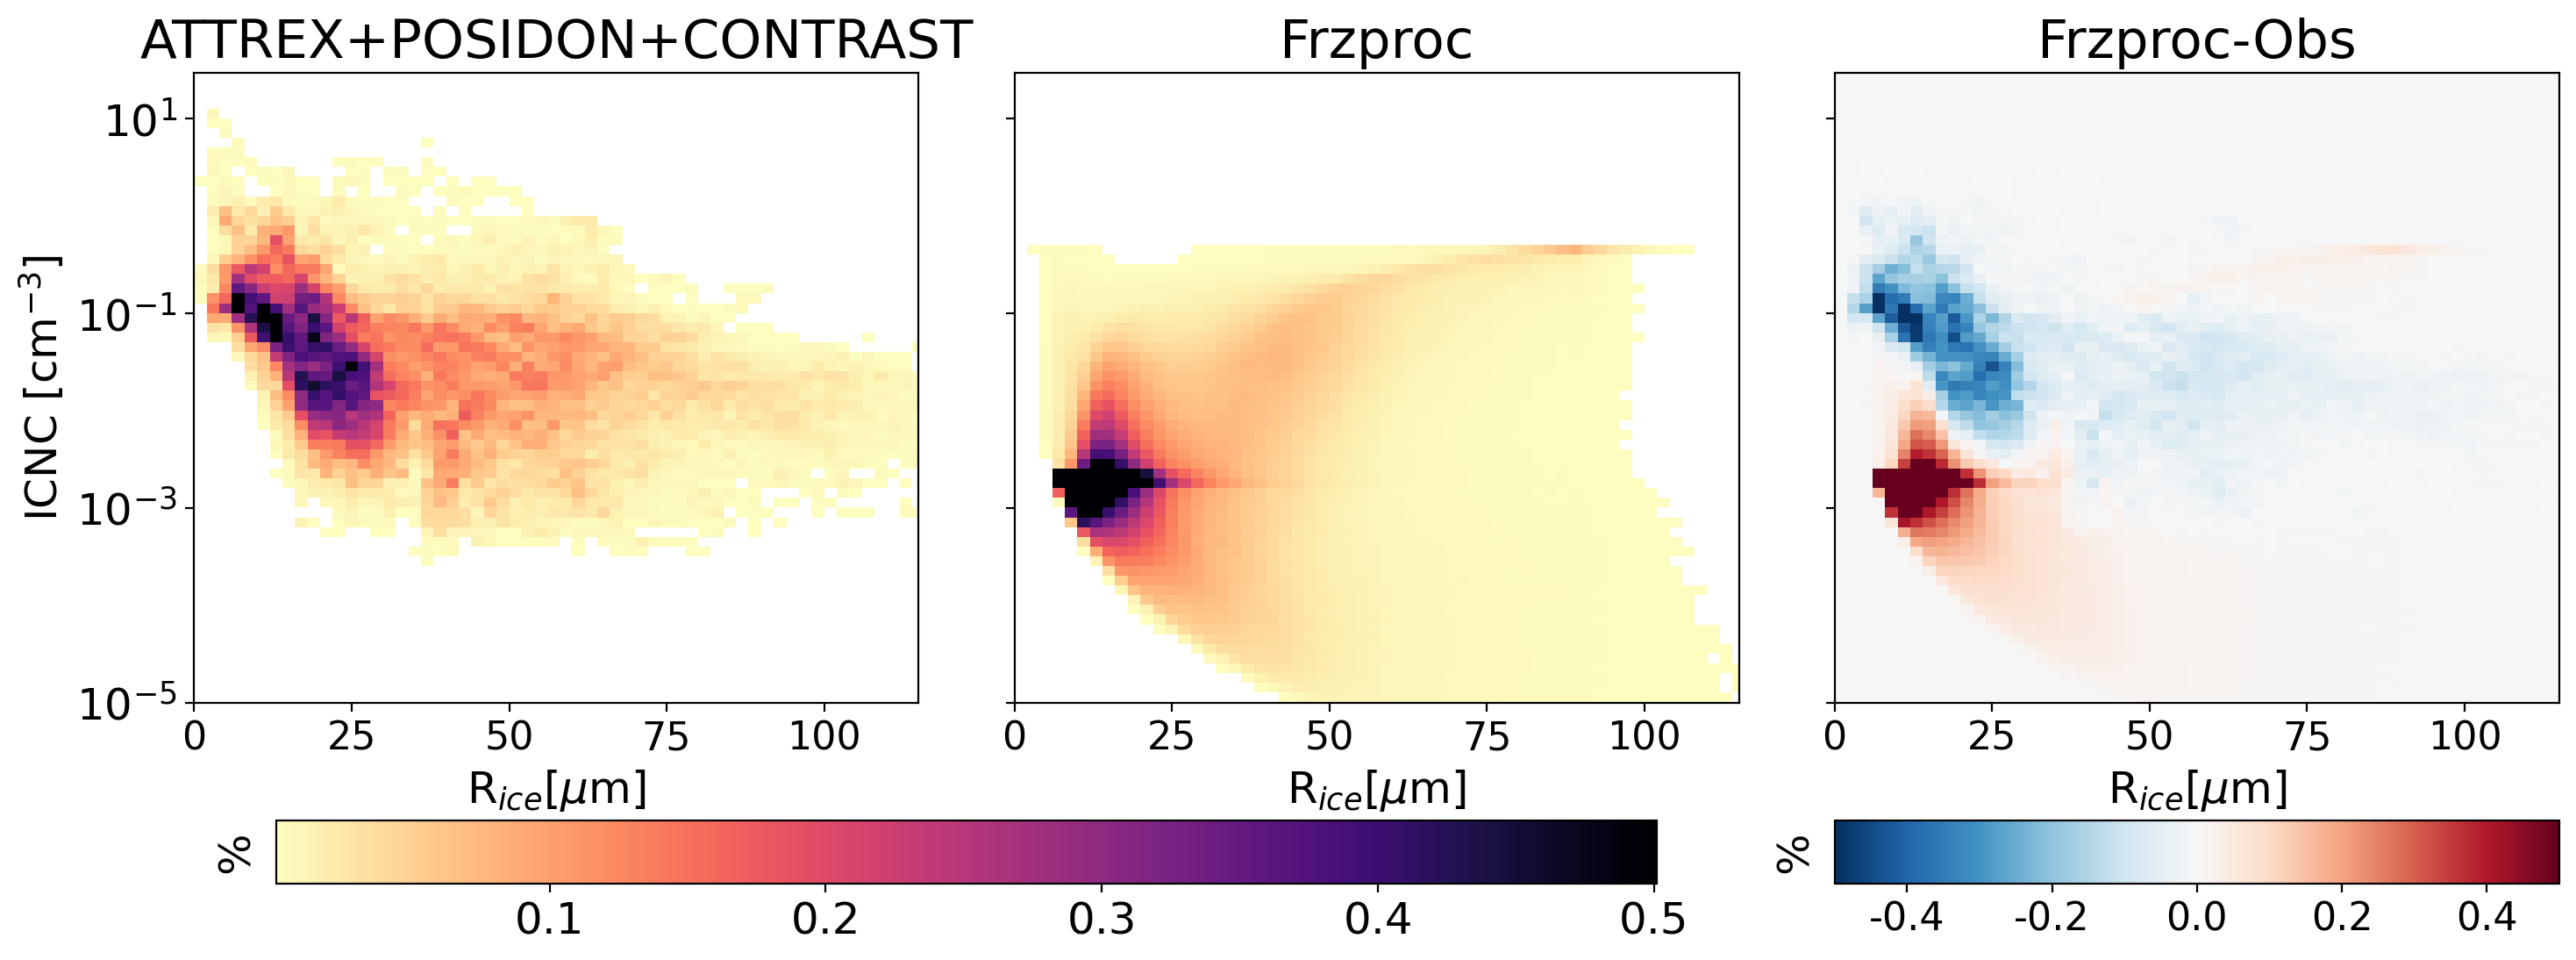 ATTREX+POSIDON+CONTRAST Frzproc Frzproc-Obs
ICNC [cm⁻³]
10¹
10⁻¹
10⁻³
10⁻⁵
0 25 50 75 100 0 25 50 75 100 0 25 50 75 100
R_ice[μm] R_ice[μm] R_ice[μm]
% %
0.1 0.2 0.3 0.4 0.5 -0.4 -0.2 0.0 0.2 0.4